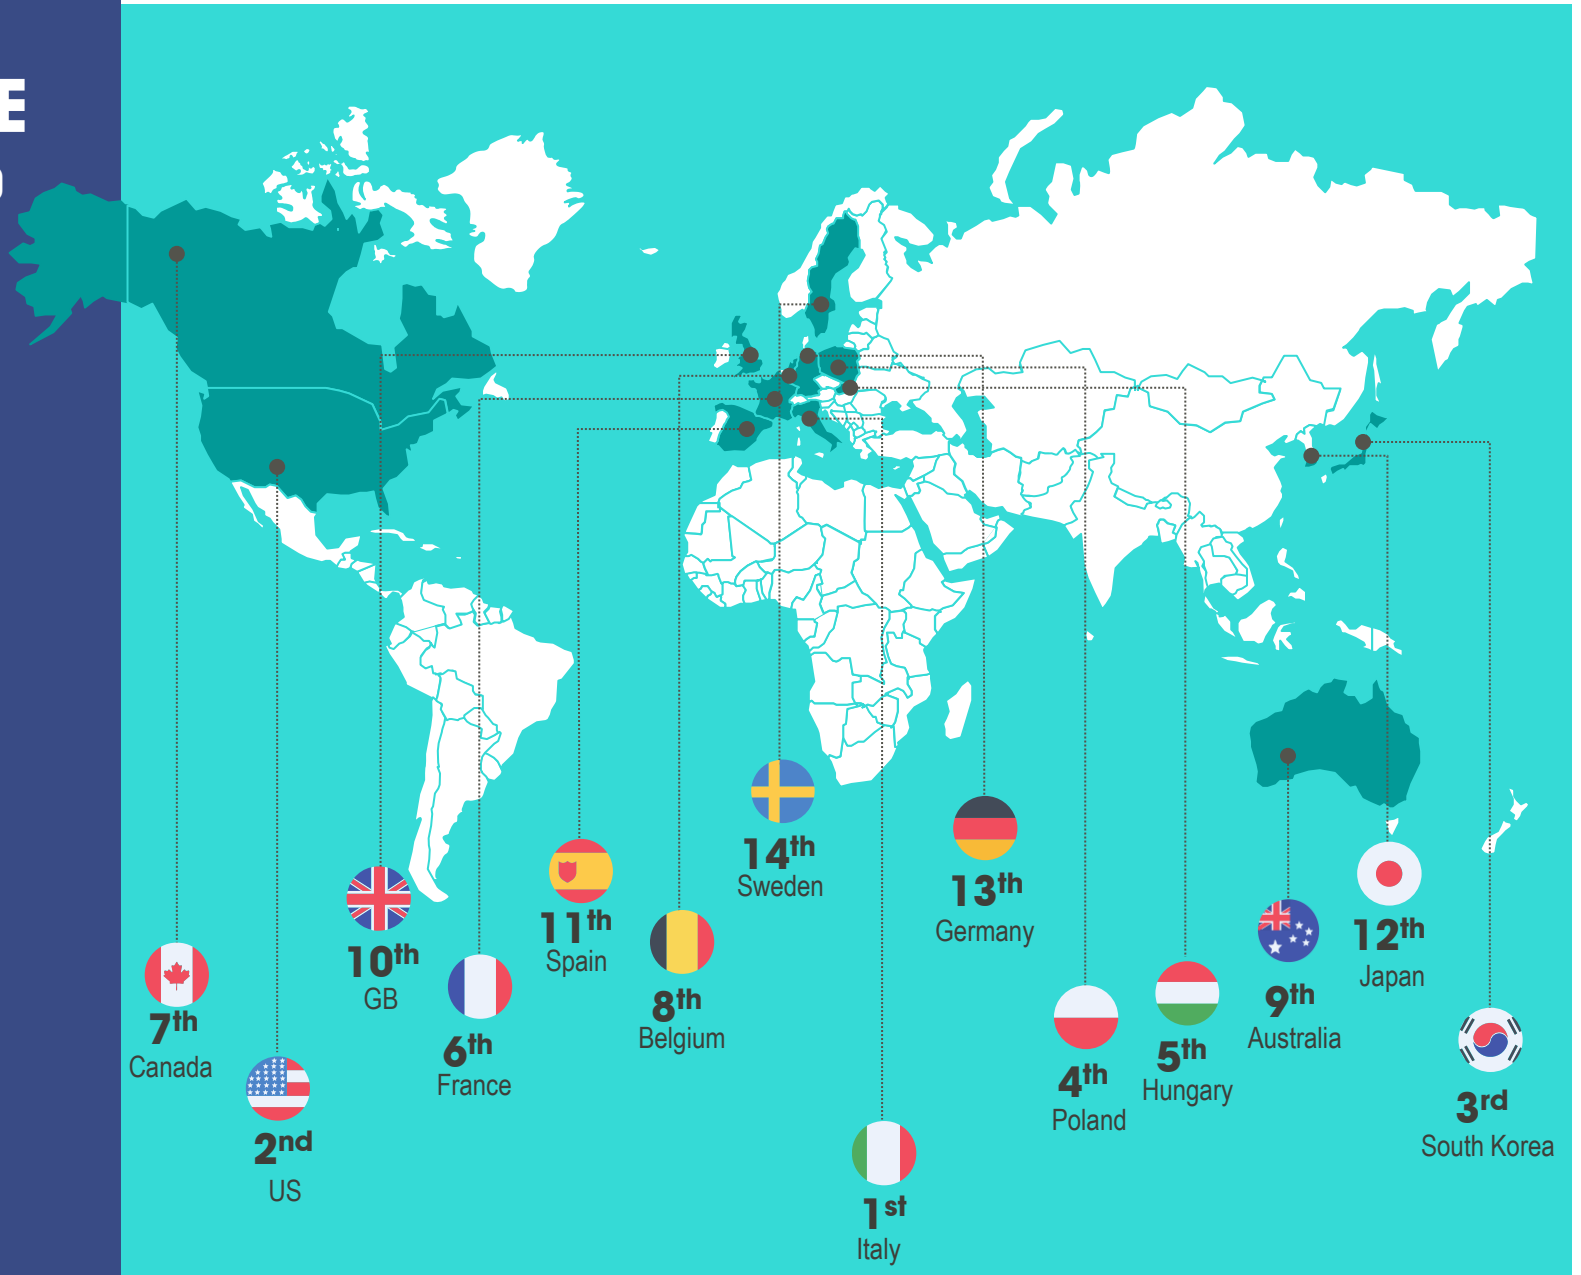 E
14th
Sweden
13th
Germany
11th
Spain
12th
Japan
10th
GB
8th
Belgium
9th
Australia
7th
Canada
6th
France
5th
Hungary
4th
Poland
3rd
South Korea
2nd
US
1st
Italy